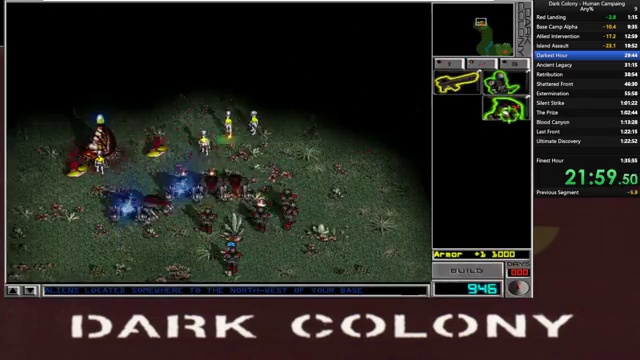 Dark Colony - Human Campaing
Any% 9
Red Landing -2.8 1:15
Base Camp Alpha -10.4 9:35
Allied Intervention -17.2 12:59
Island Assault -23.1 19:52
Darkest Hour 29:44
Ancient Legacy 31:15
Retribution 38:54
Shattered Front 46:30
Extermination 55:58
Silent Strike 1:01:22
The Prize 1:02:44
Blood Canyon 1:13:28
Last Front 1:22:15
Ultimate Discovery 1:22:52
Finest Hour 1:35:55
21:59.50
Previous Segment -5.9
DARK COLONY
Armor +1 1000
BUILD
DAYS
000
946
ALIENS LOCATED SOMEWHERE TO THE NORTH-WEST OF YOUR BASE
DARK COLONY